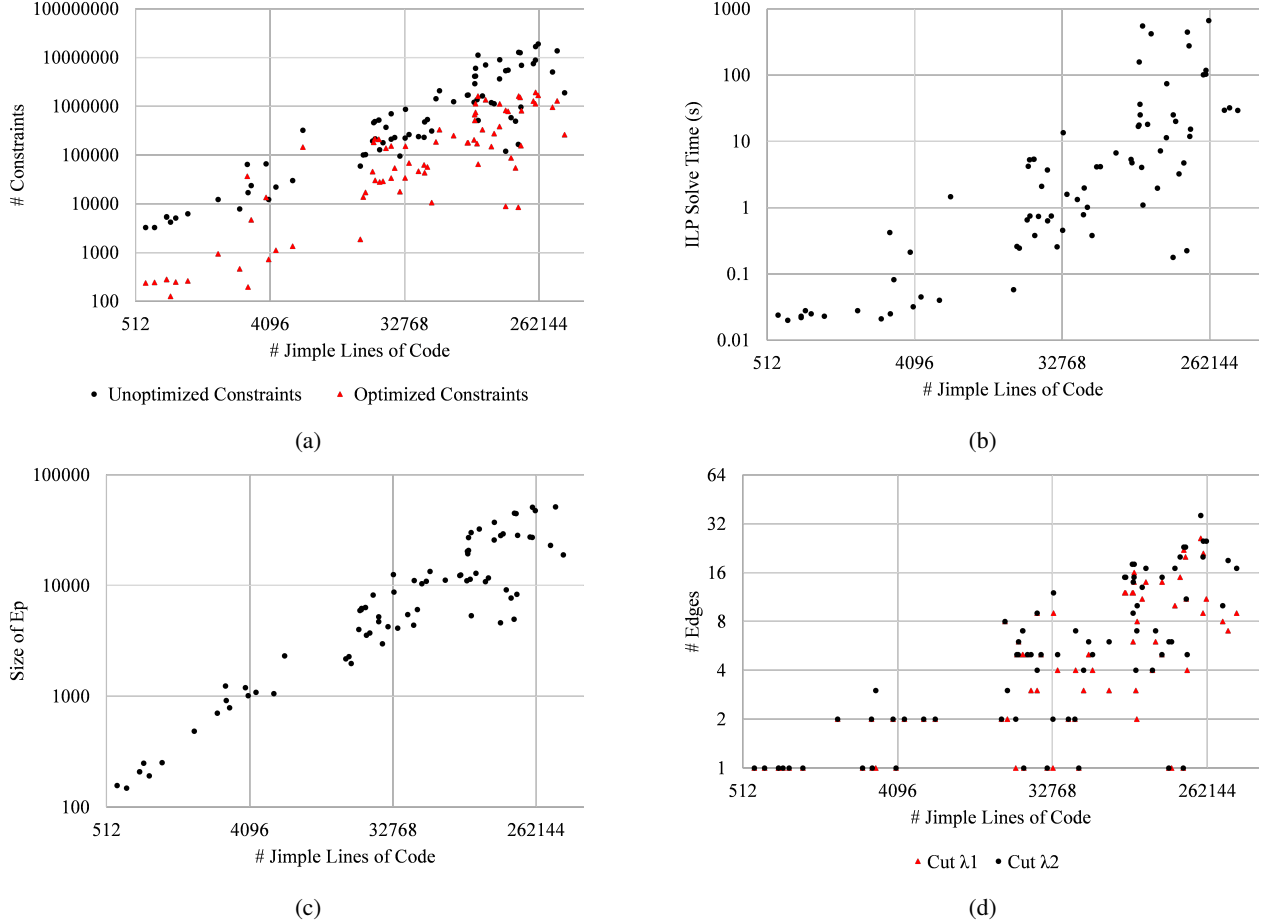 100000000
10000000
1000000
100000
10000
1000
100
# Constraints
512
4096
32768
262144
# Jimple Lines of Code
Unoptimized Constraints
Optimized Constraints
(a)
1000
100
10
1
0.1
0.01
ILP Solve Time (s)
512
4096
32768
262144
# Jimple Lines of Code
(b)
100000
10000
1000
100
Size of Ep
512
4096
32768
262144
# Jimple Lines of Code
(c)
64
32
16
8
4
2
1
# Edges
512
4096
32768
262144
# Jimple Lines of Code
Cut λ1
Cut λ2
(d)